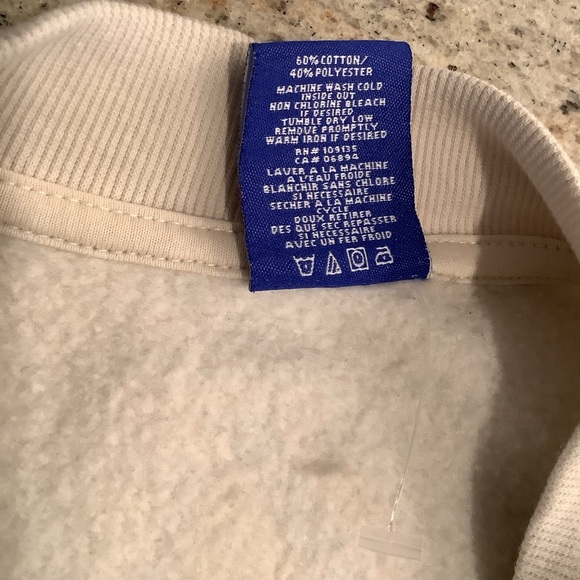 60% COTTON/
40% POLYESTER
MACHINE WASH COLD
INSIDE OUT
NON CHLORINE BLEACH
IF DESIRED
TUMBLE DRY LOW
REMOVE PROMPTLY
WARM IRON IF DESIRED
RN# 109135
CA# 06894
LAVER A LA MACHINE
A L'EAU FROIDE
BLANCHIR SANS CHLORE
SI NECESSAIRE
SECHER A LA MACHINE
CYCLE
DOUX RETIRER
DES QUE SEC REPASSER
SI NECESSAIRE
AVEC UN FER FROID